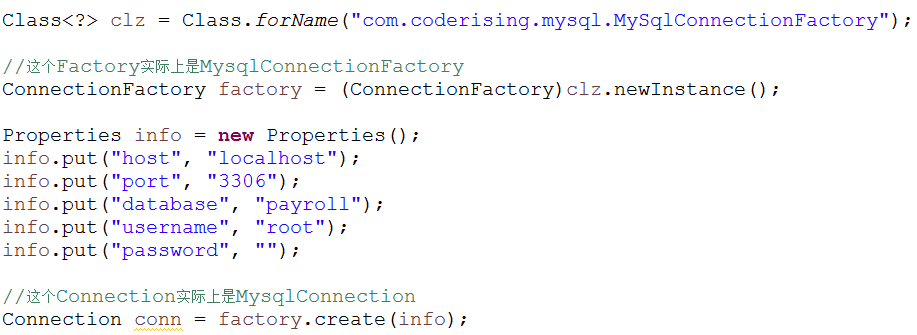 Class<?> clz = Class.forName("com.coderising.mysql.MySqlConnectionFactory");
//这个Factory实际上是MysqlConnectionFactory
ConnectionFactory factory = (ConnectionFactory)clz.newInstance();
Properties info = new Properties();
info.put("host", "localhost");
info.put("port", "3306");
info.put("database", "payroll");
info.put("username", "root");
info.put("password", "");
//这个Connection实际上是MysqlConnection
Connection conn = factory.create(info);